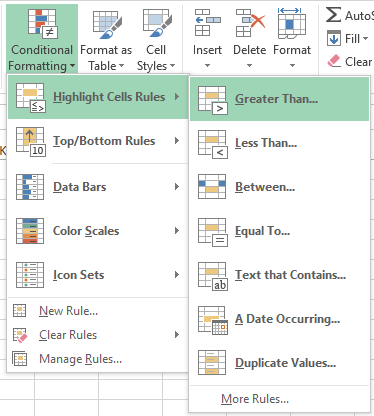 Conditional Formatting
Format as Table
Cell Styles
Insert
Delete
Format
AutoS
Fill
Clear
Highlight Cells Rules
Top/Bottom Rules
10
Data Bars
Color Scales
Icon Sets
New Rule...
Clear Rules
Manage Rules...
K
Greater Than...
Less Than...
Between...
Equal To...
Text that Contains...
ab
A Date Occurring...
Duplicate Values...
More Rules...